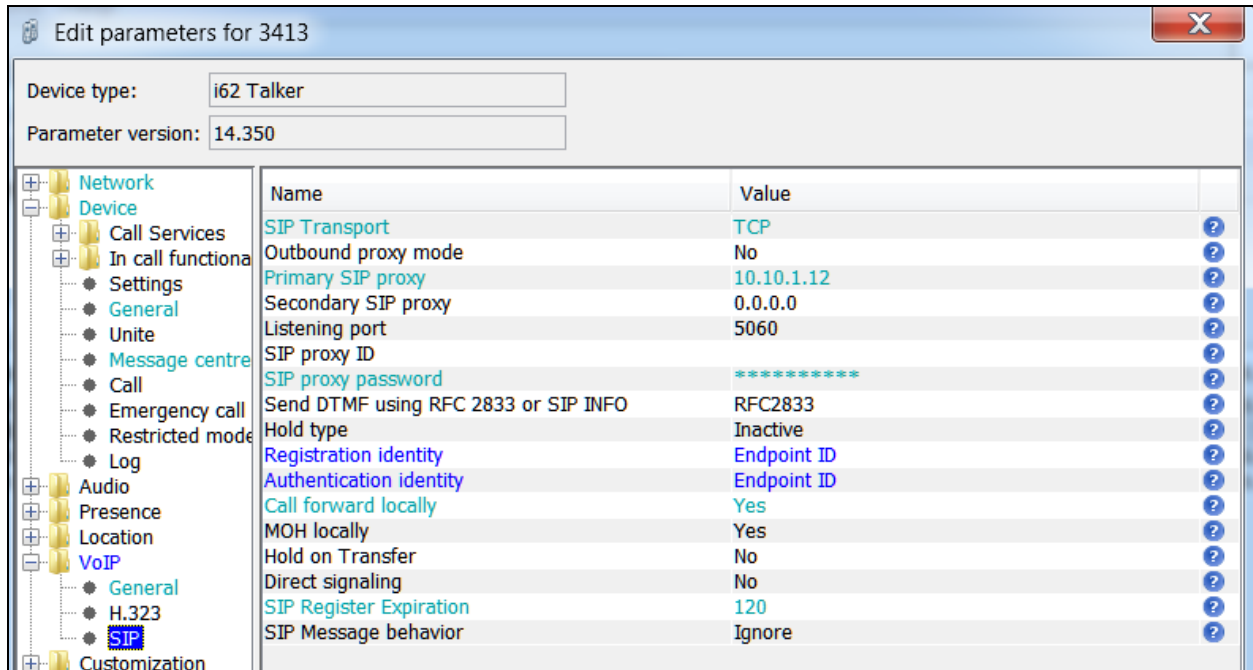 Edit parameters for 3413
X
Device type: i62 Talker
Parameter version: 14.350
Network
Device
Call Services
In call functiona
Settings
General
Unite
Message centre
Call
Emergency call
Restricted mode
Log
Audio
Presence
Location
VoIP
General
H.323
SIP
Customization
Name Value
SIP Transport TCP ?
Outbound proxy mode No ?
Primary SIP proxy 10.10.1.12 ?
Secondary SIP proxy 0.0.0.0 ?
Listening port 5060 ?
SIP proxy ID ?
SIP proxy password ********** ?
Send DTMF using RFC 2833 or SIP INFO RFC2833 ?
Hold type Inactive ?
Registration identity Endpoint ID ?
Authentication identity Endpoint ID ?
Call forward locally Yes ?
MOH locally Yes ?
Hold on Transfer No ?
Direct signaling No ?
SIP Register Expiration 120 ?
SIP Message behavior Ignore ?